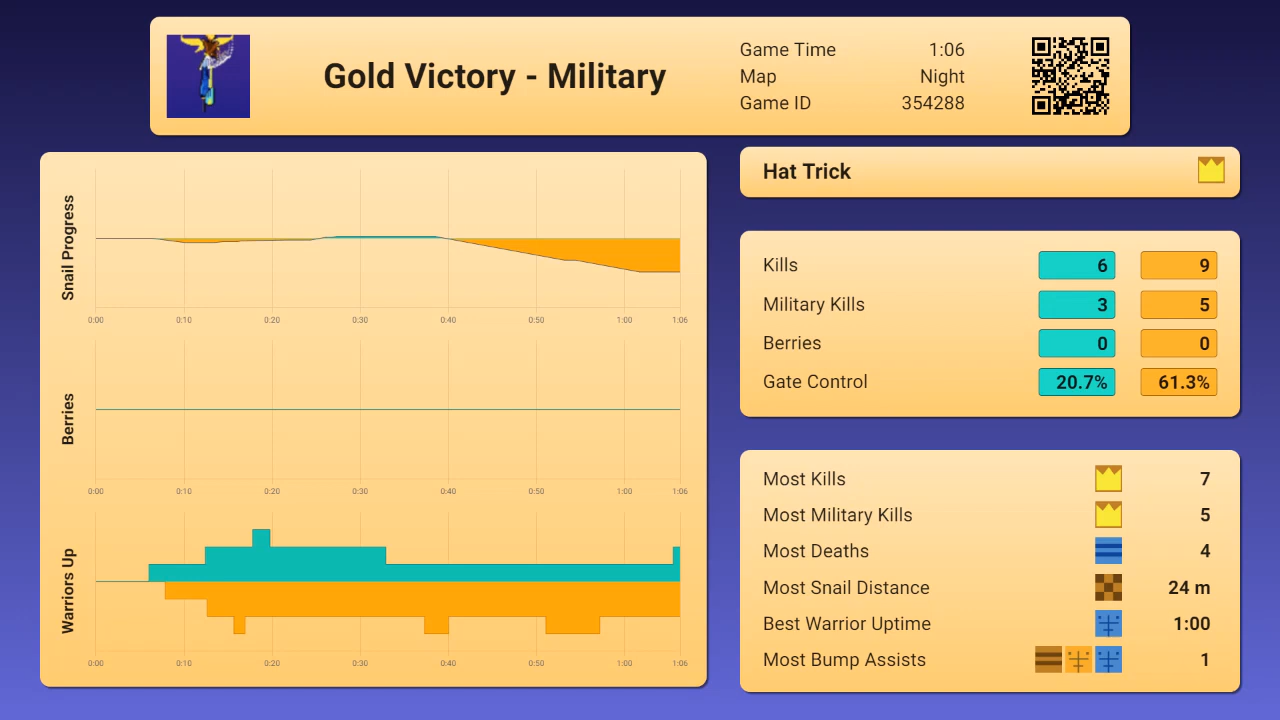 Gold Victory - Military
Game Time 1:06
Map Night
Game ID 354288
Snail Progress
0:00 0:10 0:20 0:30 0:40 0:50 1:00 1:06
Berries
0:00 0:10 0:20 0:30 0:40 0:50 1:00 1:06
Warriors Up
0:00 0:10 0:20 0:30 0:40 0:50 1:00 1:06
Hat Trick
Kills 6 9
Military Kills 3 5
Berries 0 0
Gate Control 20.7% 61.3%
Most Kills 7
Most Military Kills 5
Most Deaths 4
Most Snail Distance 24 m
Best Warrior Uptime 1:00
Most Bump Assists 1